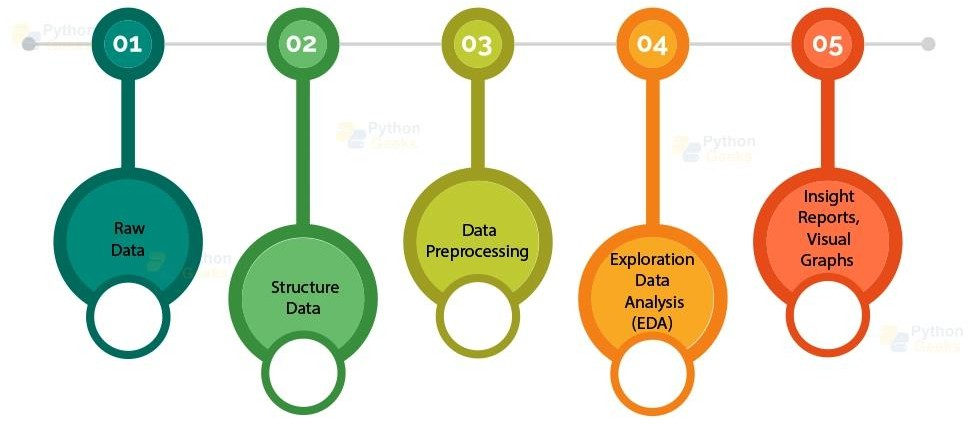 01
02
03
04
05
Raw
Data
Structure
Data
Data
Preprocessing
Exploration
Data
Analysis
(EDA)
Insight
Reports,
Visual
Graphs
Python
Geeks
Python
Geeks
Python
Geeks
Python
Geeks
Python
Geeks